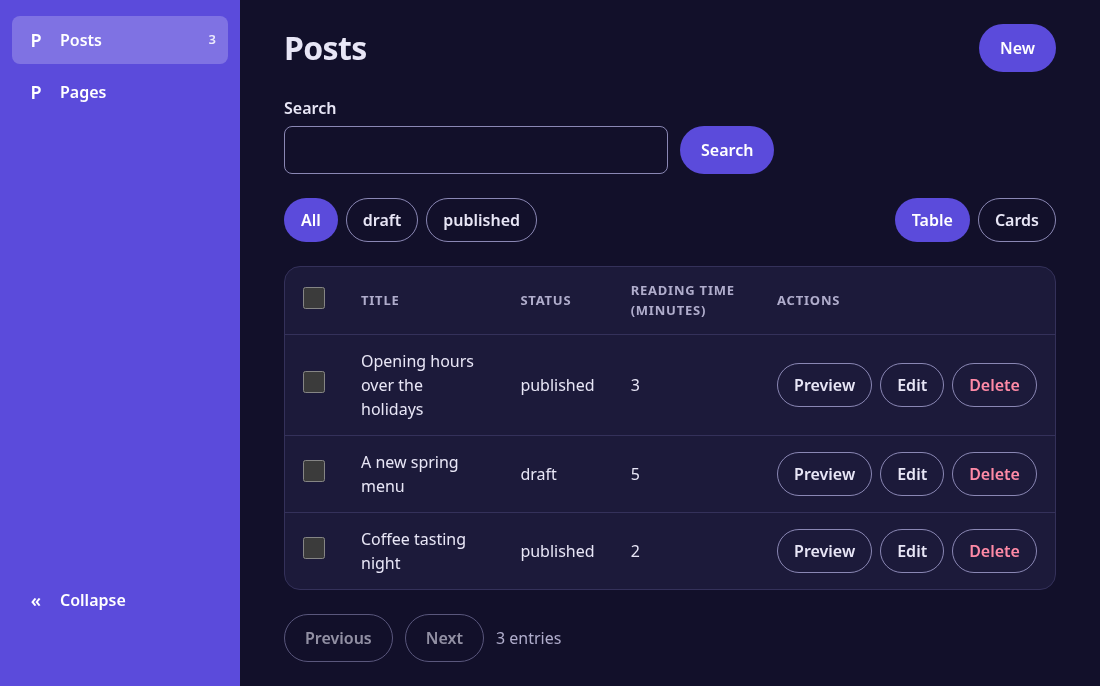 P Posts 3
P Pages
« Collapse
Posts
New
Search
Search
All draft published
Table Cards
TITLE STATUS READING TIME (MINUTES) ACTIONS
Opening hours
over the
holidays
published 3 Preview Edit Delete
A new spring
menu
draft 5 Preview Edit Delete
Coffee tasting
night
published 2 Preview Edit Delete
Previous Next 3 entries